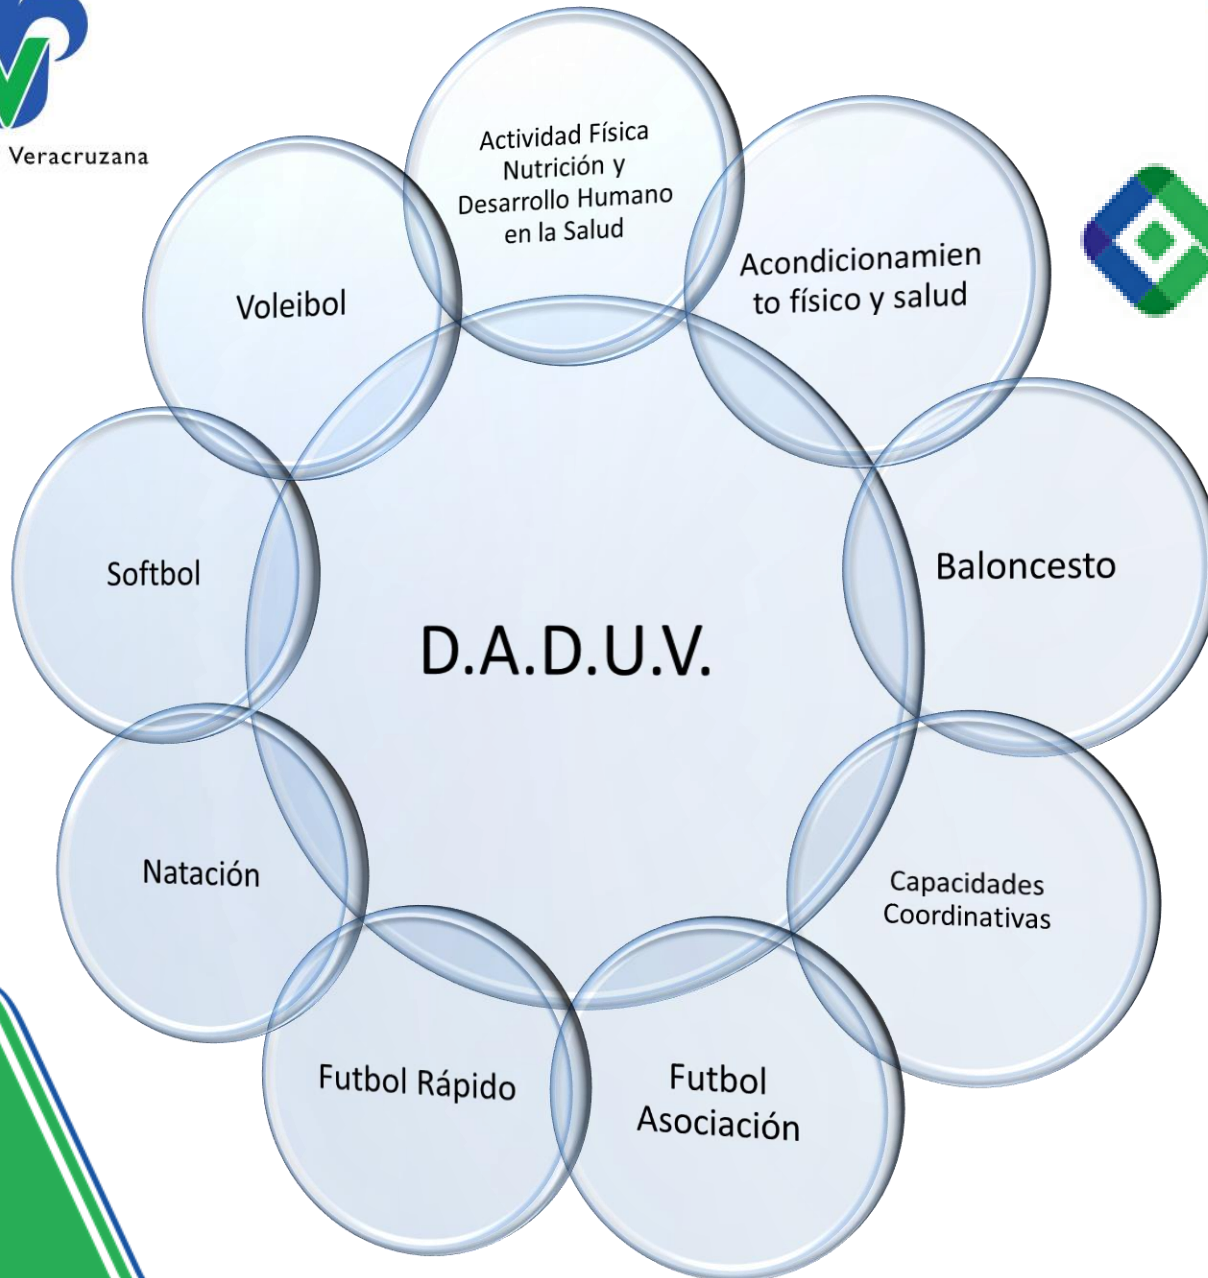 Veracruzana
Actividad Física
Nutrición y
Desarrollo Humano
en la Salud
Acondicionamien
to físico y salud
Baloncesto
Capacidades
Coordinativas
Futbol
Asociación
Futbol Rápido
Natación
Softbol
Voleibol
D.A.D.U.V.